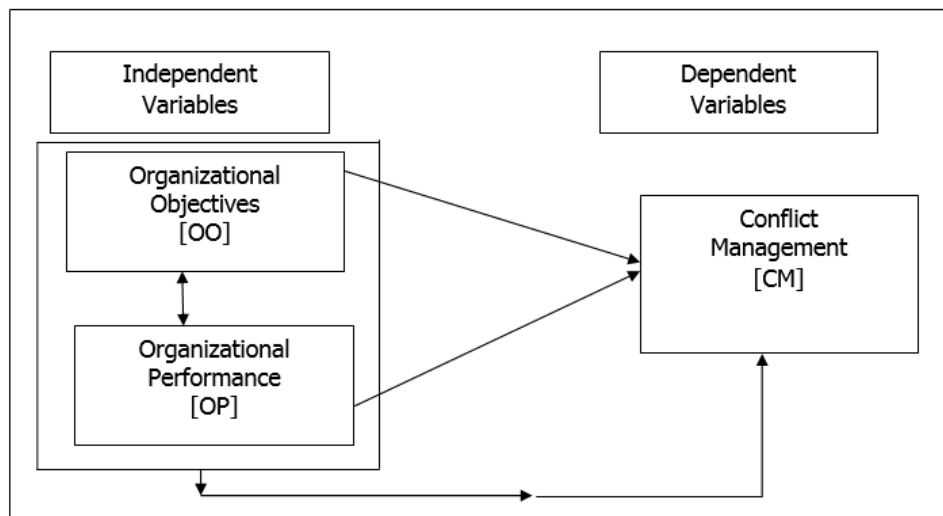 Independent
Variables
Dependent
Variables
Organizational
Objectives
[OO]
Conflict
Management
[CM]
Organizational
Performance
[OP]